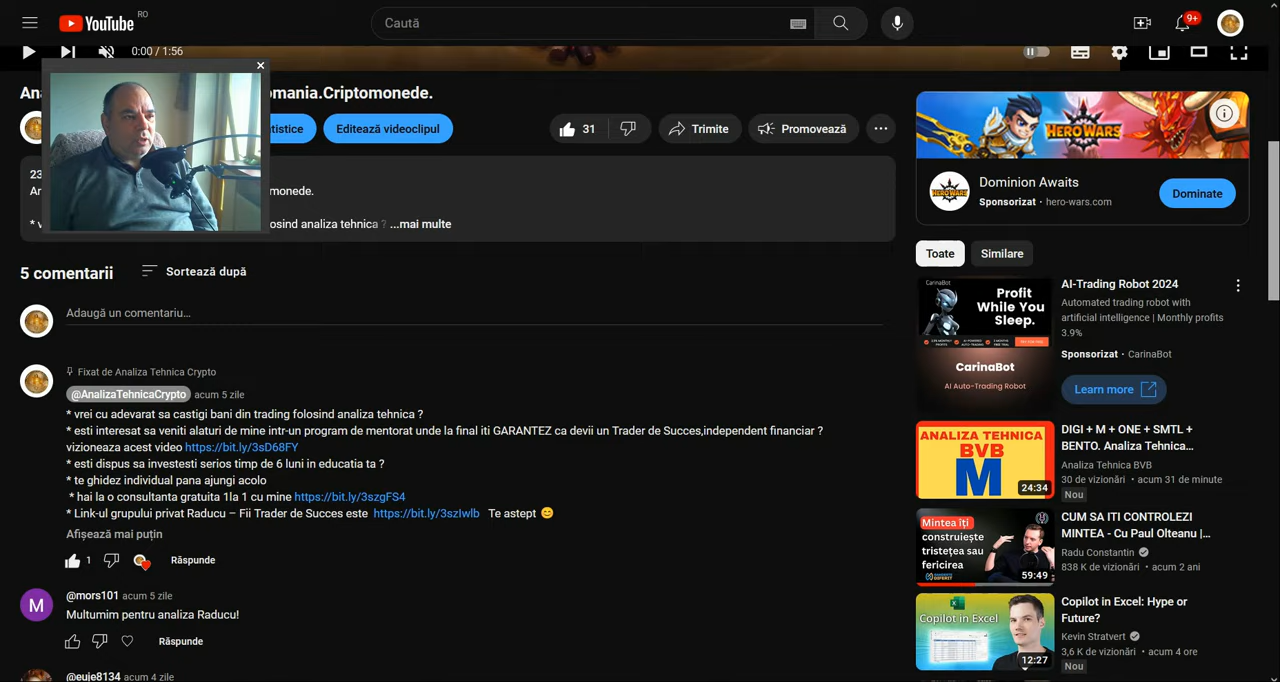 YouTube RO
Caută
9+
0:00 / 1:56
An
omania.Criptomonede.
tistice
Editează videoclipul
31
Trimite
Promovează
23
An
monede.
* v
osind analiza tehnica ? ...mai multe
5 comentarii
Sortează după
Adaugă un comentariu...
Fixat de Analiza Tehnica Crypto
@AnalizaTehnicaCrypto acum 5 zile
* vrei cu adevarat sa castigi bani din trading folosind analiza tehnica ?
* esti interesat sa veniti alaturi de mine intr-un program de mentorat unde la final iti GARANTEZ ca devii un Trader de Succes,independent financiar ?
vizioneaza acest video https://bit.ly/3sD68FY
* esti dispus sa investesti serios timp de 6 luni in educatia ta ?
* te ghidez individual pana ajungi acolo
* hai la o consultanta gratuita 1la 1 cu mine https://bit.ly/3szgFS4
* Link-ul grupului privat Raducu – Fii Trader de Succes este https://bit.ly/3szIwlb Te astept 😊
Afișează mai puțin
1
Răspunde
M
@mors101 acum 5 zile
Multumim pentru analiza Raducu!
Răspunde
@euje8134 acum 4 zile
HERO WARS
HERO WARS
Dominion Awaits
Sponsorizat · hero-wars.com
Dominate
Toate
Similare
CarinaBot
Profit
While You
Sleep.
CarinaBot
AI Auto-Trading Robot
AI-Trading Robot 2024
Automated trading robot with
artificial intelligence | Monthly profits
3.9%
Sponsorizat · CarinaBot
Learn more
ANALIZA TEHNICA
BVB
M
24:34
DIGI + M + ONE + SMTL +
BENTO. Analiza Tehnica...
Analiza Tehnica BVB
30 de vizionări · acum 31 de minute
Nou
Mintea îți
construiește
tristețea sau
fericirea
59:49
CUM SA ITI CONTROLEZI
MINTEA - Cu Paul Olteanu |...
Radu Constantin
838 K de vizionări · acum 2 ani
Copilot in Excel
12:27
Copilot in Excel: Hype or
Future?
Kevin Stratvert
3,6 K de vizionări · acum 4 ore
Nou